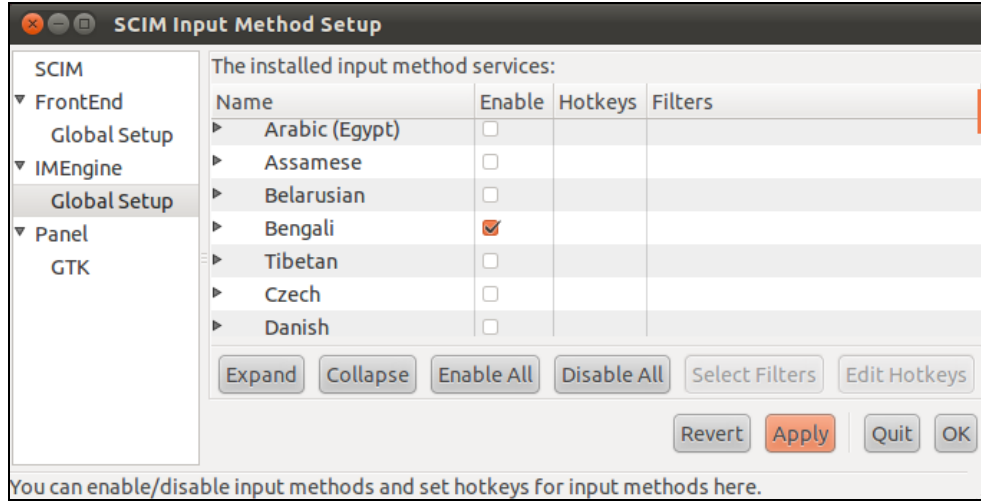 SCIM Input Method Setup
SCIM
FrontEnd
Global Setup
IMEngine
Global Setup
Panel
GTK
The installed input method services:
Name Enable Hotkeys Filters
Arabic (Egypt)
Assamese
Belarusian
Bengali
Tibetan
Czech
Danish
Expand Collapse Enable All Disable All Select Filters Edit Hotkeys
Revert Apply Quit OK
You can enable/disable input methods and set hotkeys for input methods here.